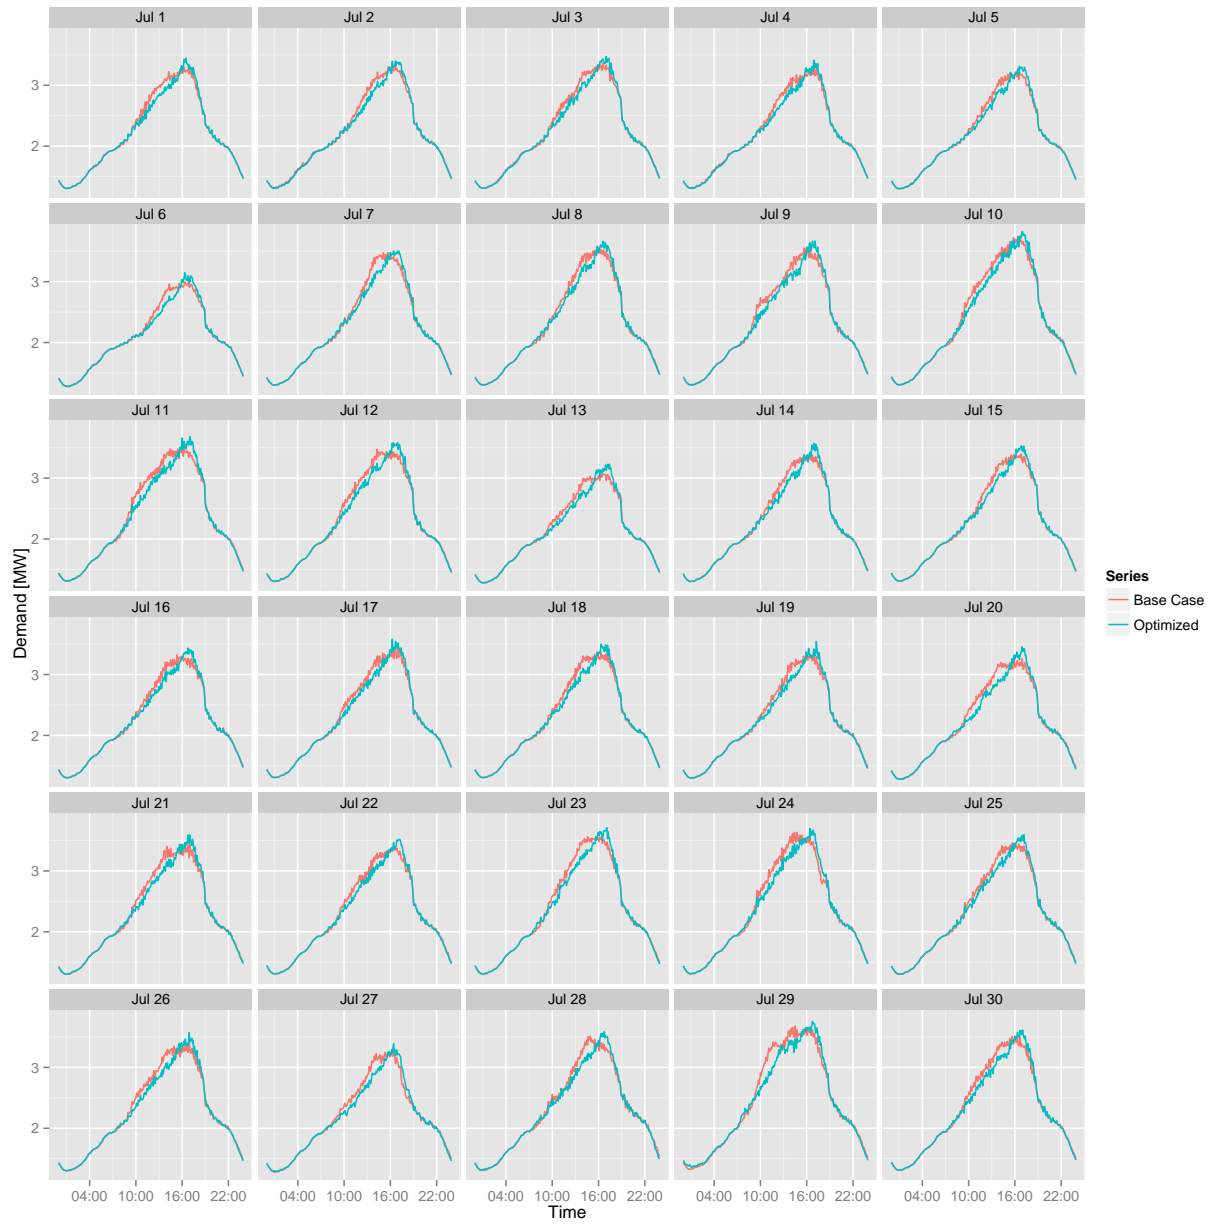 Jul 1 Jul 2 Jul 3 Jul 4 Jul 5
3
2
Jul 6 Jul 7 Jul 8 Jul 9 Jul 10
3
2
Jul 11 Jul 12 Jul 13 Jul 14 Jul 15
3
2
Demand [MW]
Series
Base Case
Optimized
Jul 16 Jul 17 Jul 18 Jul 19 Jul 20
3
2
Jul 21 Jul 22 Jul 23 Jul 24 Jul 25
3
2
Jul 26 Jul 27 Jul 28 Jul 29 Jul 30
3
2
04:00 10:00 16:00 22:00 04:00 10:00 16:00 22:00 04:00 10:00 16:00 22:00 04:00 10:00 16:00 22:00 04:00 10:00 16:00 22:00
Time